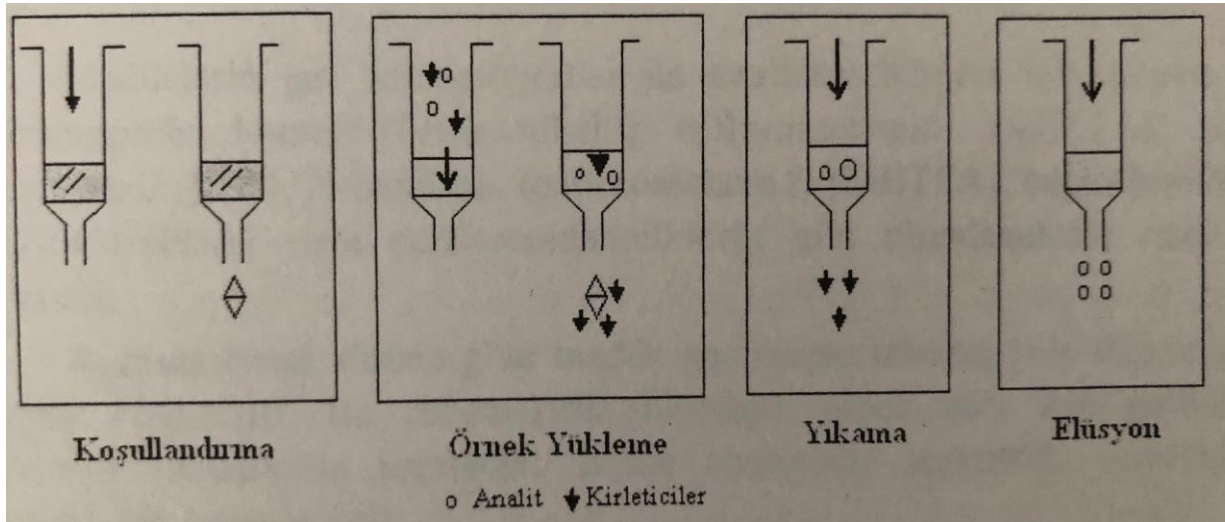 Koşullandırma
Örnek Yükleme
Yıkama
Elüsyon
Analit
Kirleticiler